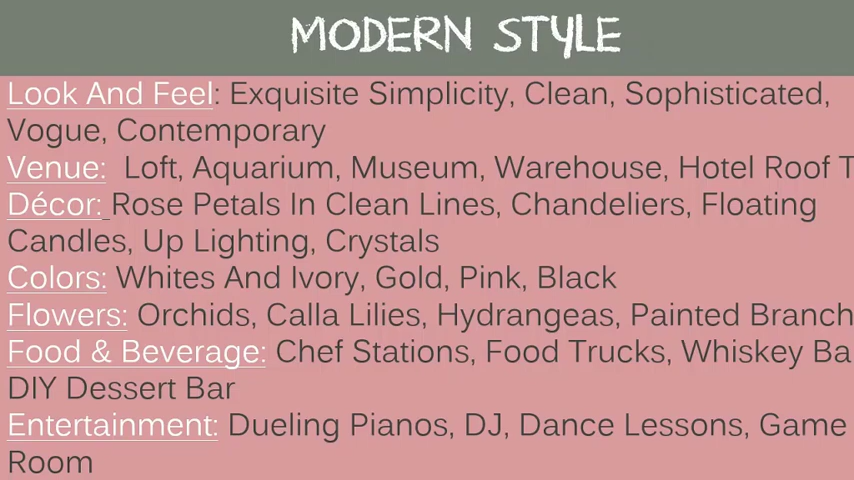 MODERN STYLE
Look And Feel: Exquisite Simplicity, Clean, Sophisticated,
Vogue, Contemporary
Venue: Loft, Aquarium, Museum, Warehouse, Hotel Roof T
Décor: Rose Petals In Clean Lines, Chandeliers, Floating
Candles, Up Lighting, Crystals
Colors: Whites And Ivory, Gold, Pink, Black
Flowers: Orchids, Calla Lilies, Hydrangeas, Painted Branch
Food & Beverage: Chef Stations, Food Trucks, Whiskey Ba
DIY Dessert Bar
Entertainment: Dueling Pianos, DJ, Dance Lessons, Game
Room